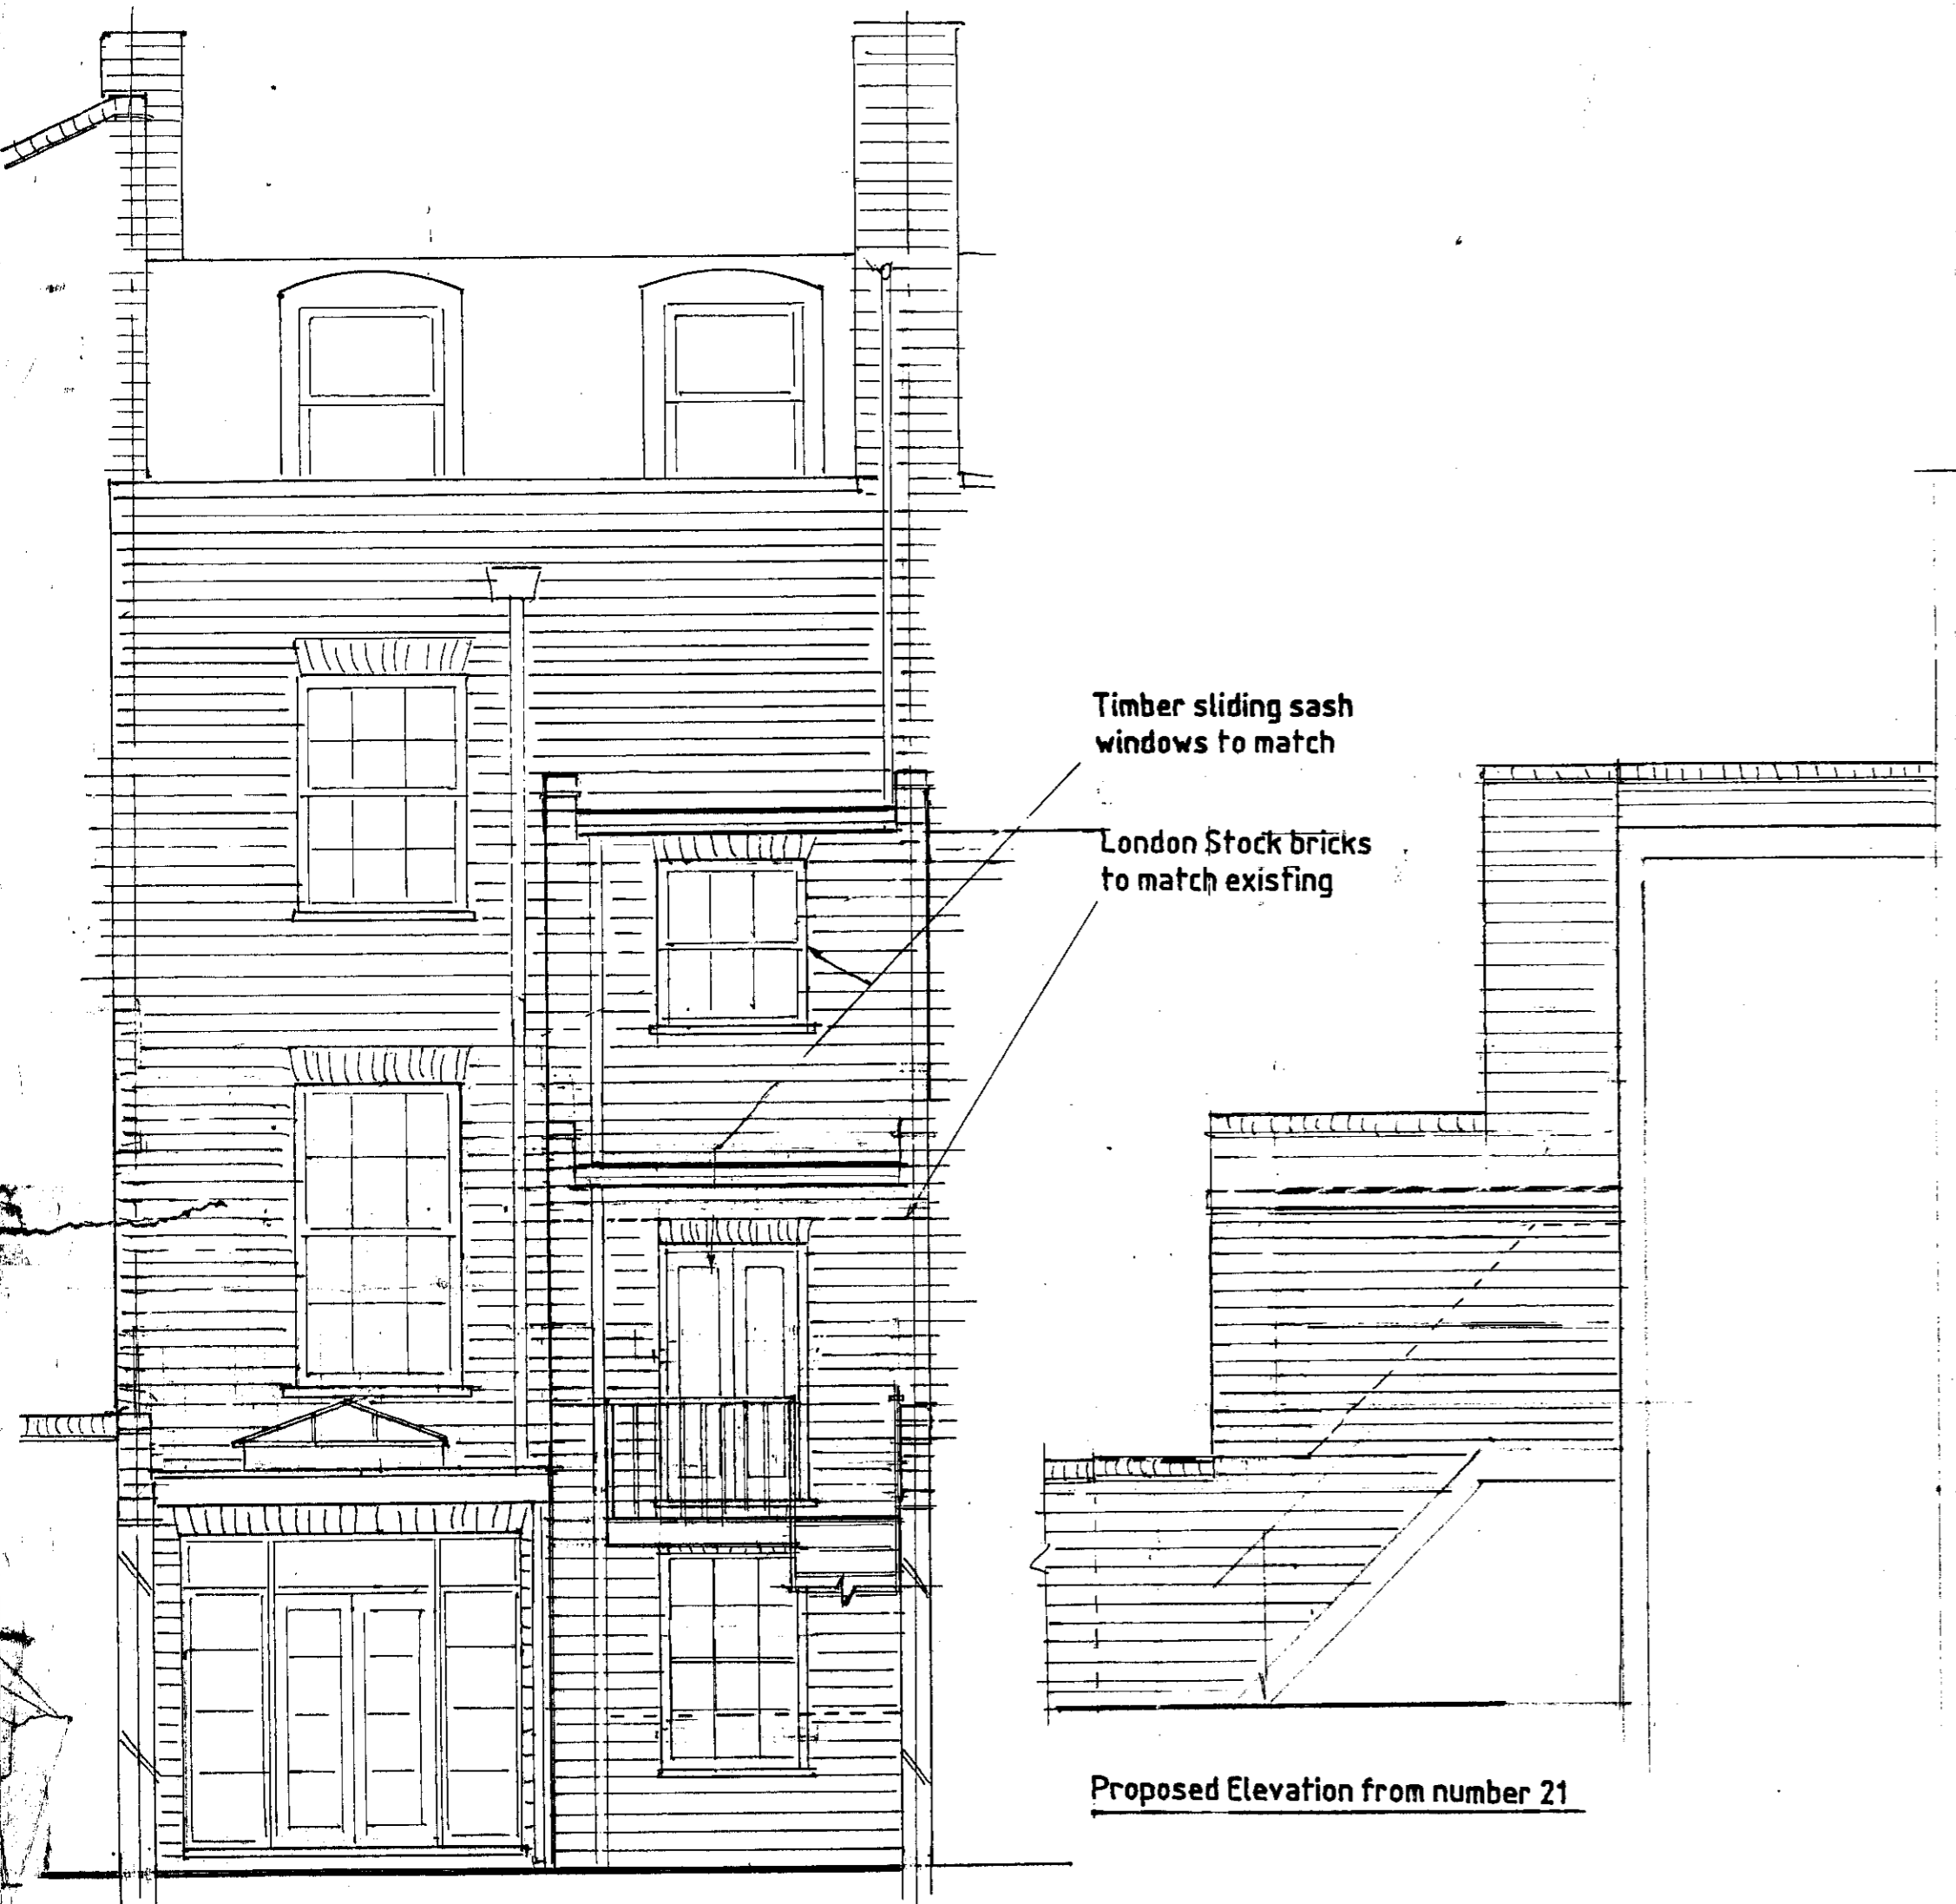 Timber sliding sash
windows to match
London Stock bricks
to match existing
Proposed Elevation from number 21